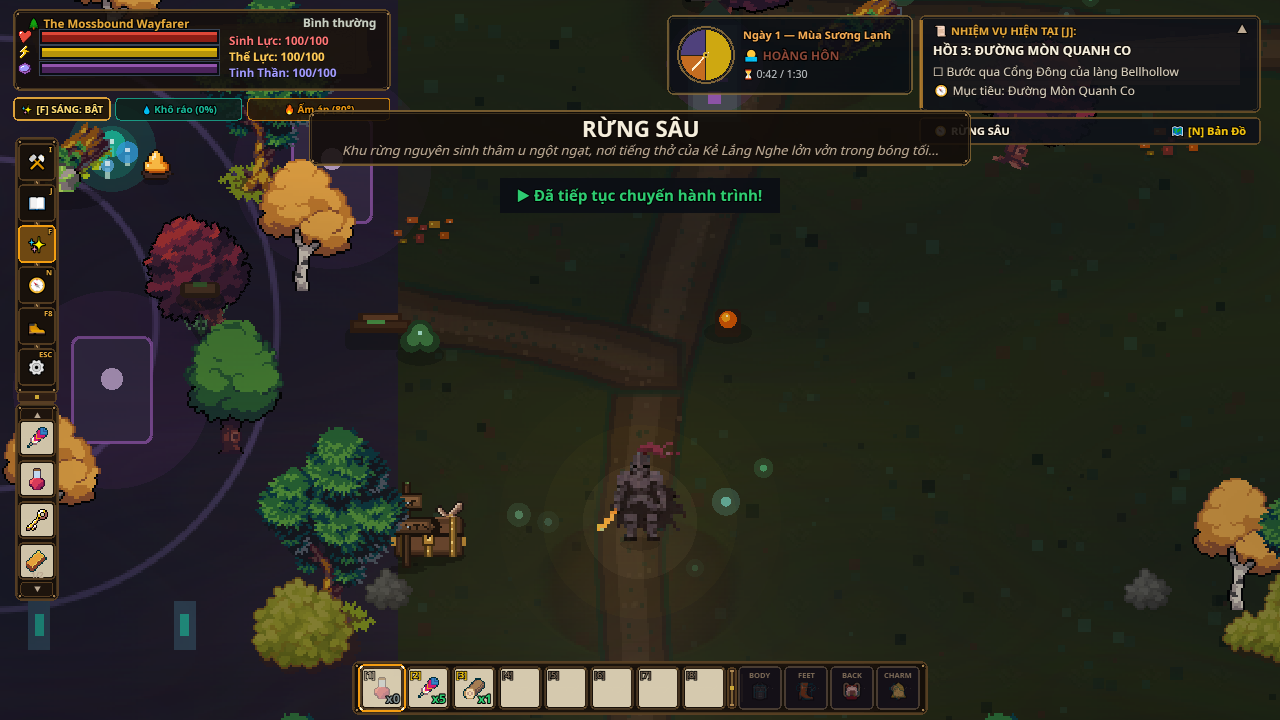 The Mossbound Wayfarer
Bình thường
Sinh Lực: 100/100
Thể Lực: 100/100
Tinh Thần: 100/100
[F] SÁNG: BẬT
Khô ráo (0%)
Ấm áp (80°)
Ngày 1 — Mùa Sương Lạnh
HOÀNG HÔN
0:42 / 1:30
NHIỆM VỤ HIỆN TẠI [J]:
HỒI 3: ĐƯỜNG MÒN QUANH CO
☐ Bước qua Cổng Đông của làng Bellhollow
Mục tiêu: Đường Mòn Quanh Co
RỪNG SÂU
[N] Bản Đồ
RỪNG SÂU
Khu rừng nguyên sinh thâm u ngột ngạt, nơi tiếng thở của Kẻ Lắng Nghe lởn vởn trong bóng tối...
▶ Đã tiếp tục chuyến hành trình!
I
J
F
N
F8
ESC
[1]
x0
[2]
x5
[3]
x1
[4]
[5]
[6]
[7]
[8]
BODY
FEET
BACK
CHARM